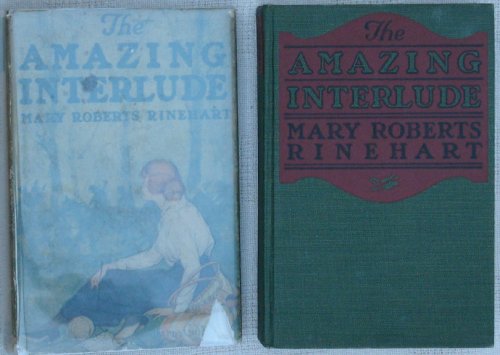 The
AMAZING
INTERLUDE
MARY ROBERTS RINEHART
The
AMAZING
INTERLUDE
MARY ROBERTS
RINEHART